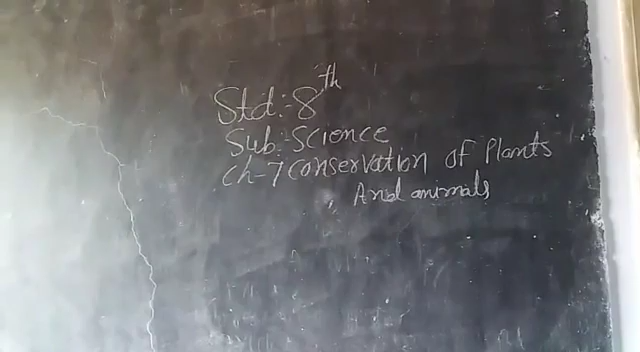 Std:-8th
Sub:-Science
Ch-7 Conservation of Plants
And animals